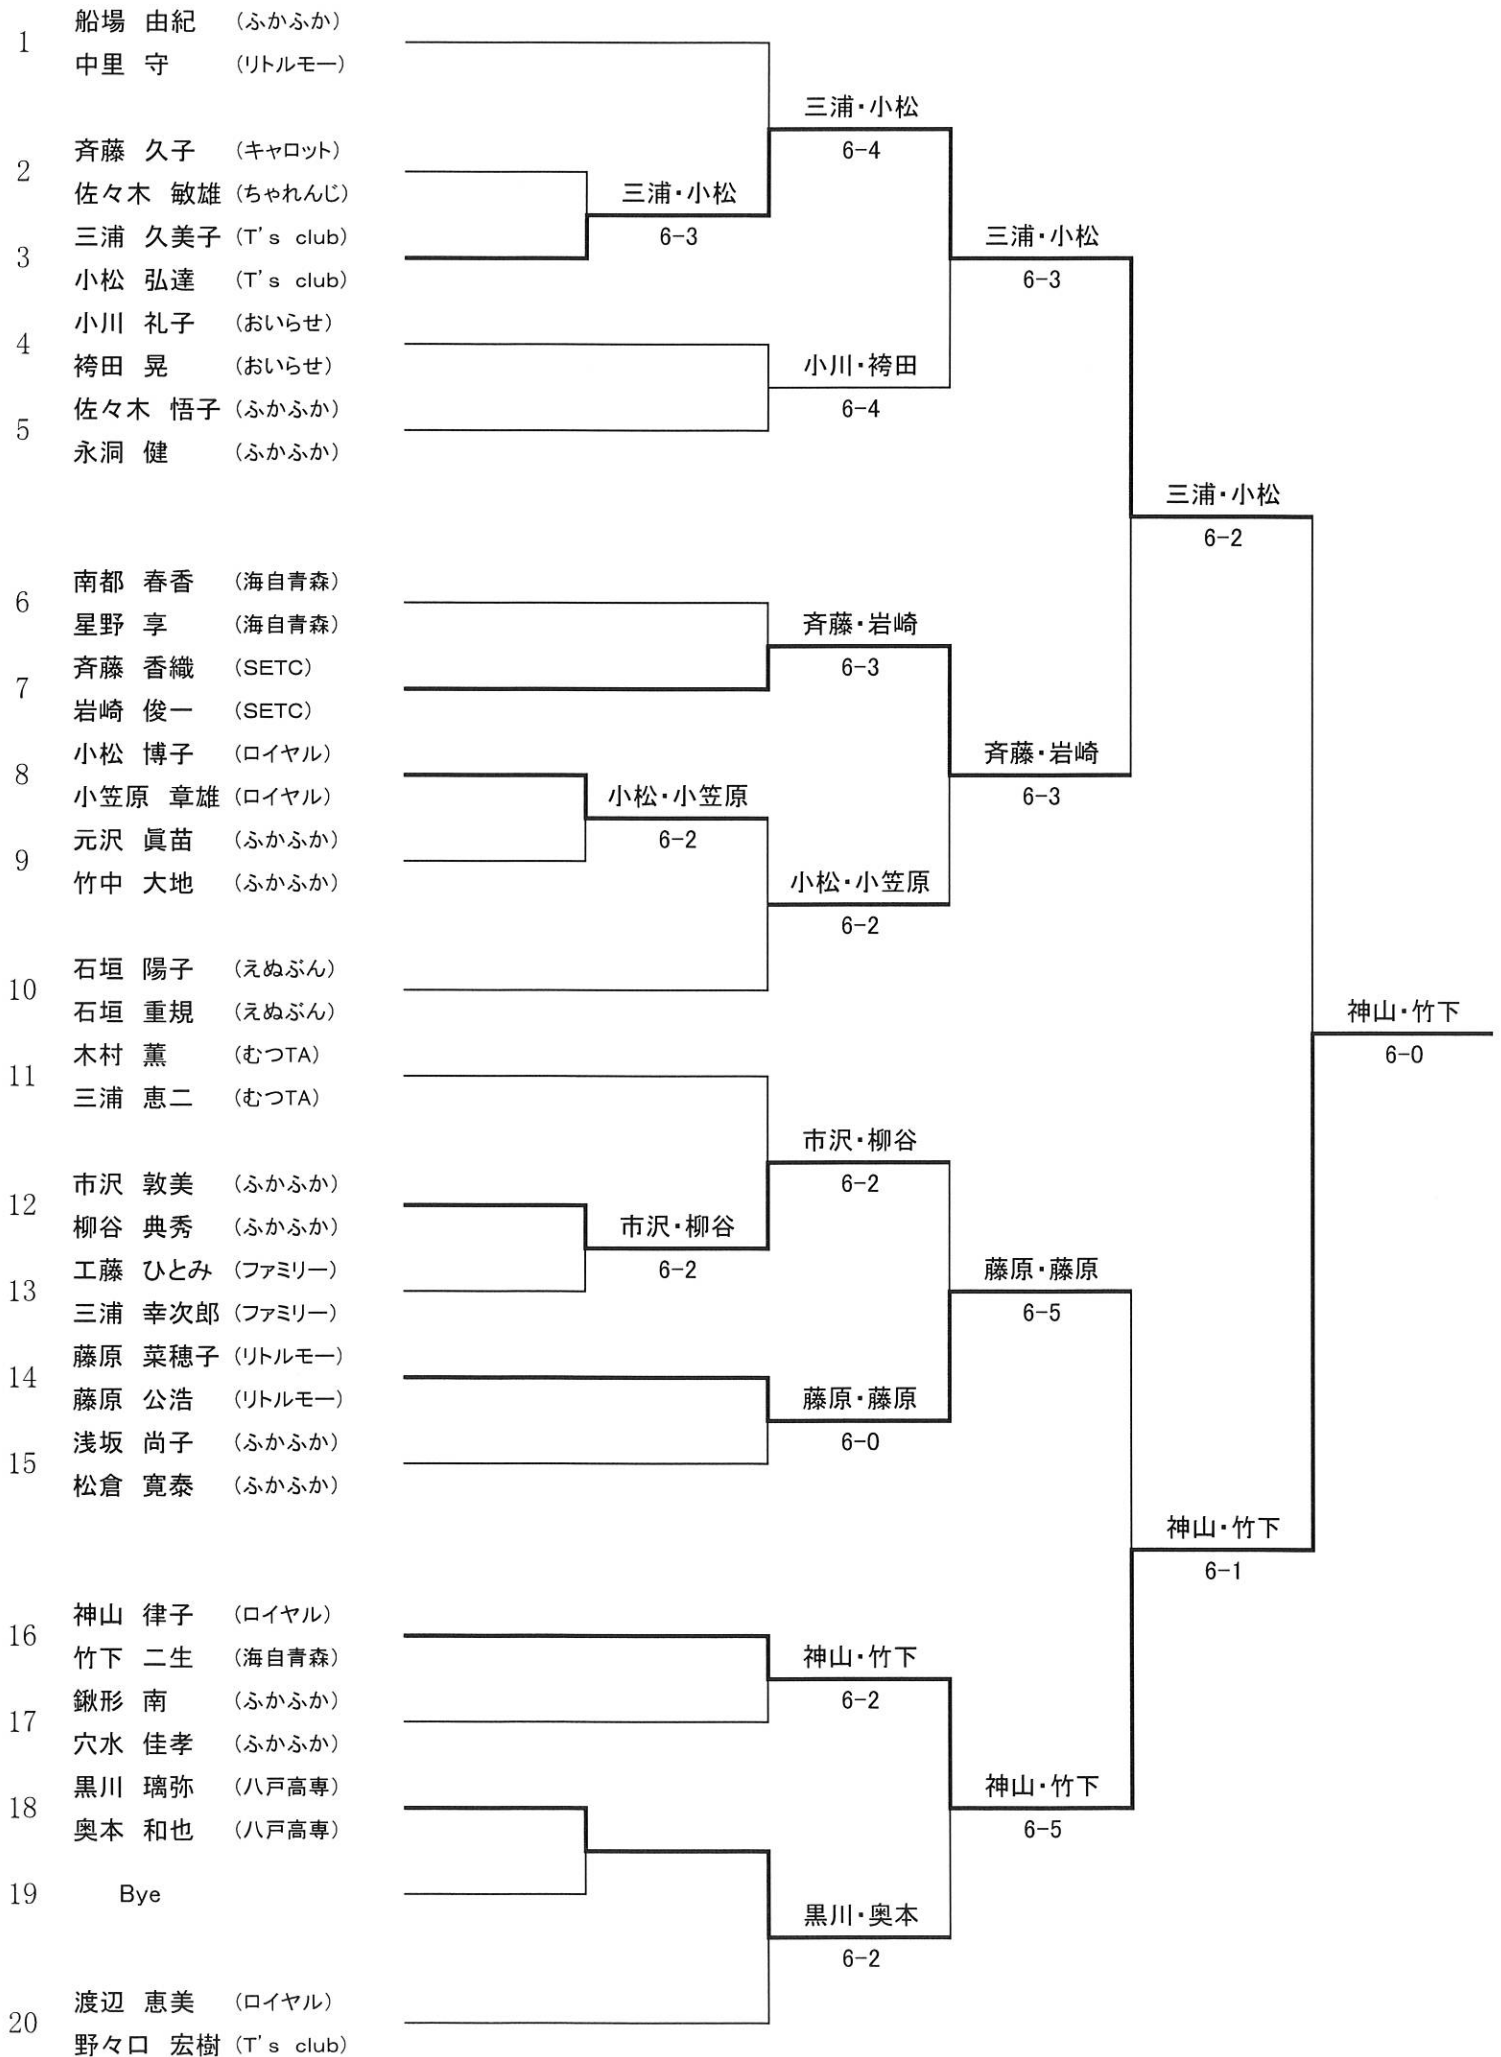 船場 由紀 (ふかふか)
1
中里 守 (リトルモー)
三浦・小松
6-4
斉藤 久子 (キャロット)
2
佐々木 敏雄 (ちゃれんじ)
三浦・小松
6-3
三浦 久美子 (T's club)
3
小松 弘達 (T's club)
三浦・小松
6-3
小川 礼子 (おいらせ)
4
袴田 晃 (おいらせ)
小川・袴田
6-4
佐々木 悟子 (ふかふか)
5
永洞 健 (ふかふか)
三浦・小松
6-2
南都 春香 (海自青森)
6
星野 享 (海自青森)
斉藤・岩崎
6-3
斉藤 香織 (SETC)
7
岩崎 俊一 (SETC)
斉藤・岩崎
6-3
小松 博子 (ロイヤル)
8
小笠原 章雄 (ロイヤル)
小松・小笠原
6-2
元沢 眞苗 (ふかふか)
9
竹中 大地 (ふかふか)
小松・小笠原
6-2
石垣 陽子 (えぬぶん)
10
石垣 重規 (えぬぶん)
神山・竹下
6-0
木村 薫 (むつTA)
11
三浦 恵二 (むつTA)
市沢・柳谷
6-2
市沢 敦美 (ふかふか)
12
柳谷 典秀 (ふかふか)
市沢・柳谷
6-2
工藤 ひとみ (ファミリー)
13
三浦 幸次郎 (ファミリー)
藤原・藤原
6-5
藤原 菜穂子 (リトルモー)
14
藤原 公浩 (リトルモー)
藤原・藤原
6-0
浅坂 尚子 (ふかふか)
15
松倉 寛泰 (ふかふか)
神山・竹下
6-1
神山 律子 (ロイヤル)
16
竹下 二生 (海自青森)
神山・竹下
6-2
鍬形 南 (ふかふか)
17
穴水 佳孝 (ふかふか)
神山・竹下
6-5
黒川 璃弥 (八戸高専)
18
奥本 和也 (八戸高専)
19
Bye
黒川・奥本
6-2
渡辺 恵美 (ロイヤル)
20
野々口 宏樹 (T's club)